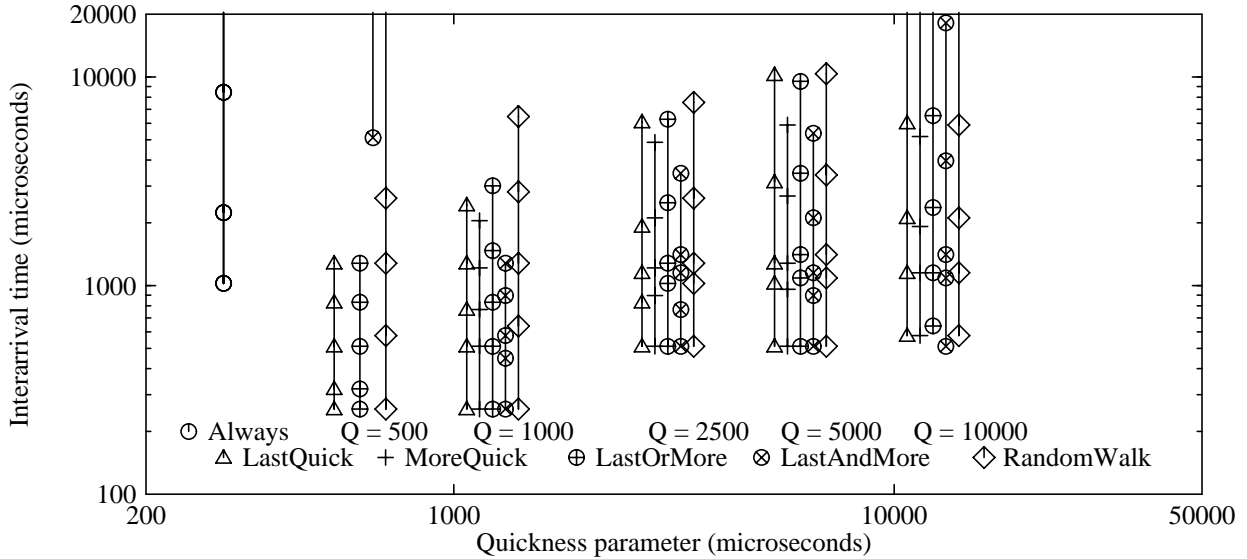 Interarrival time (microseconds)
20000
10000
1000
100
Always Q = 500 Q = 1000 Q = 2500 Q = 5000 Q = 10000
LastQuick MoreQuick LastOrMore LastAndMore RandomWalk
200 1000 10000 50000
Quickness parameter (microseconds)